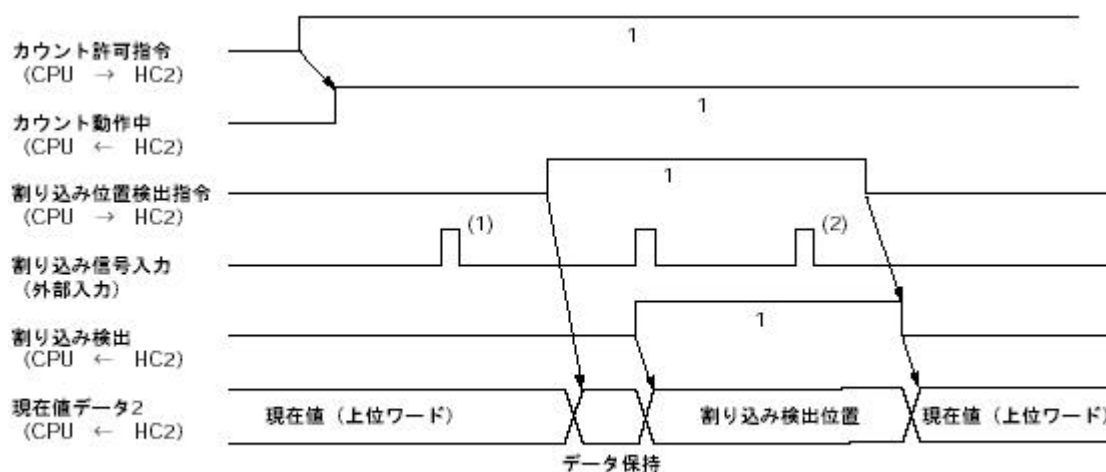 1
カウント許可指令
(CPU → HC2)
1
カウント動作中
(CPU ← HC2)
1
割り込み位置検出指令
(CPU → HC2)
(1) (2)
割り込み信号入力
(外部入力)
1
割り込み検出
(CPU ← HC2)
現在値データ2
(CPU ← HC2)
現在値(上位ワード) 割り込み検出位置 現在値(上位ワード)
データ保持